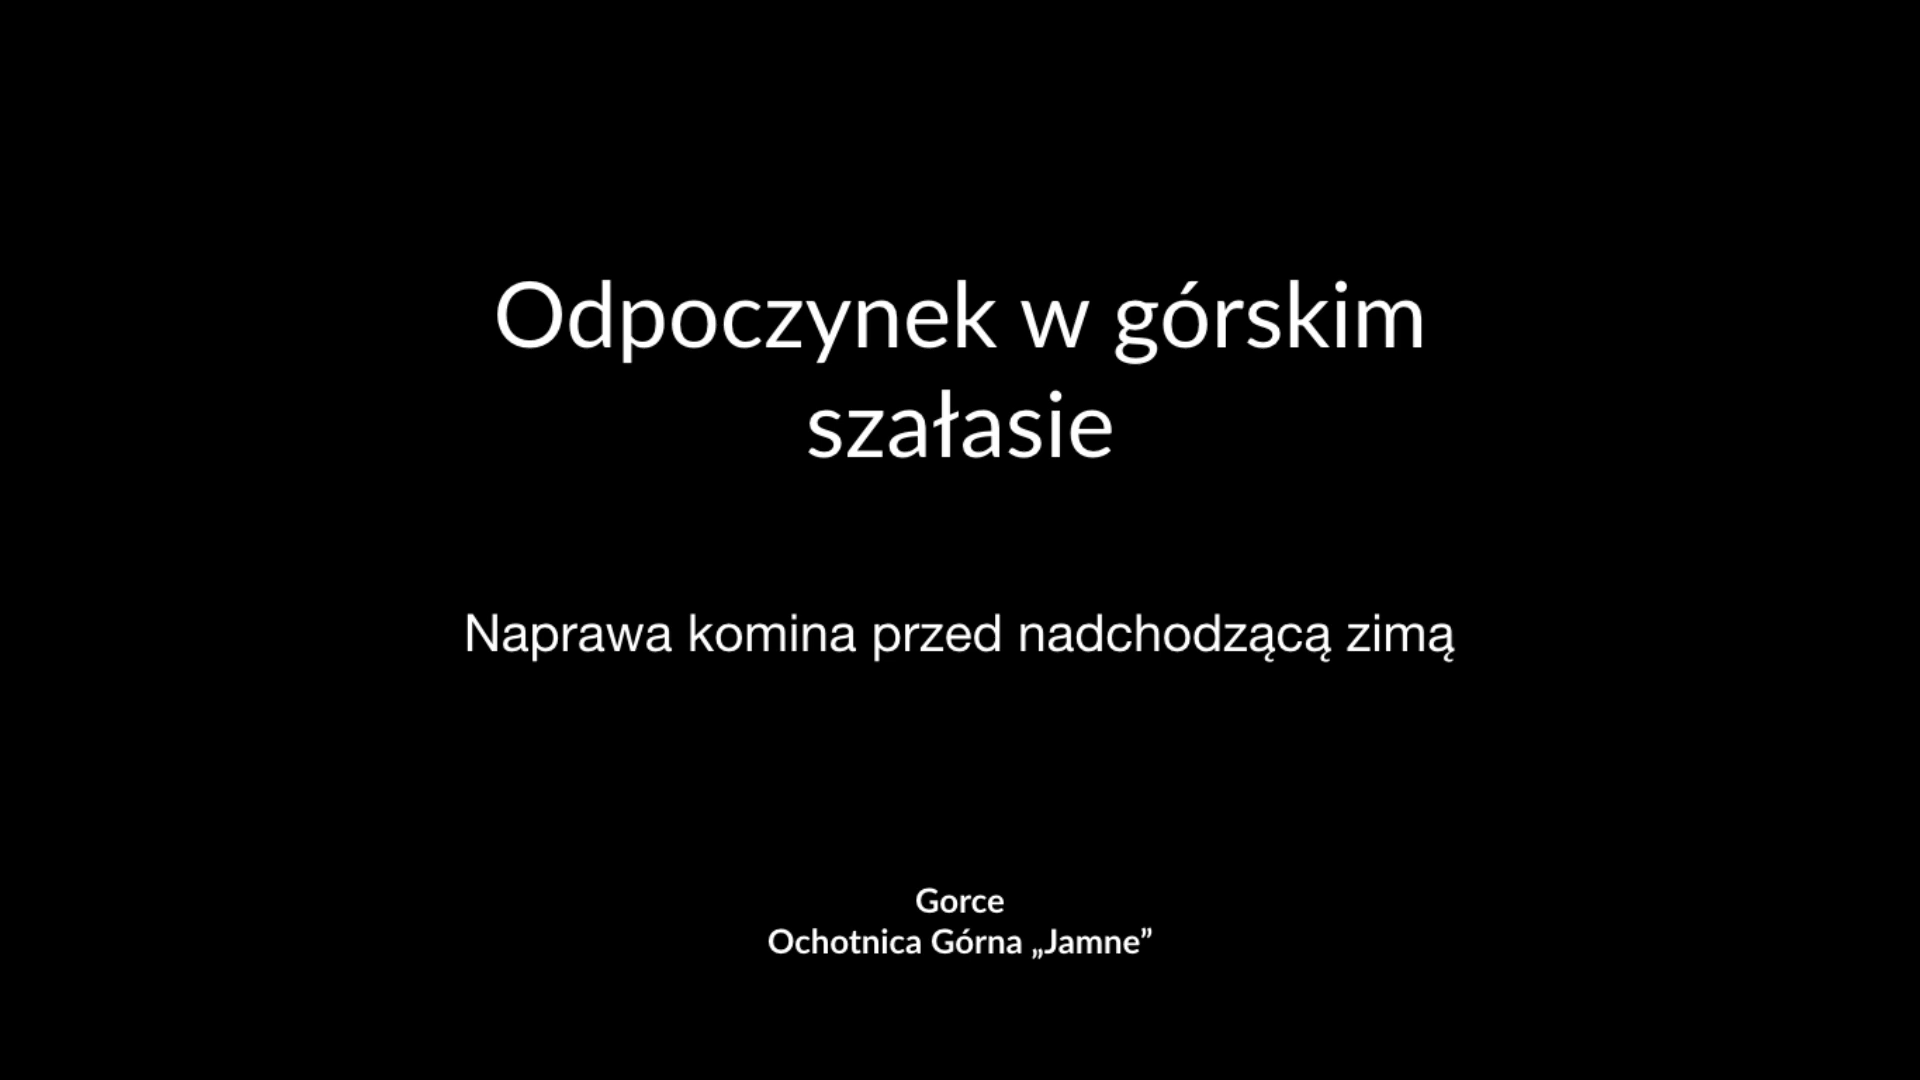 Odpoczynek w górskim
szałasie
Naprawa komina przed nadchodzącą zimą
Gorce
Ochotnica Górna „Jamne”